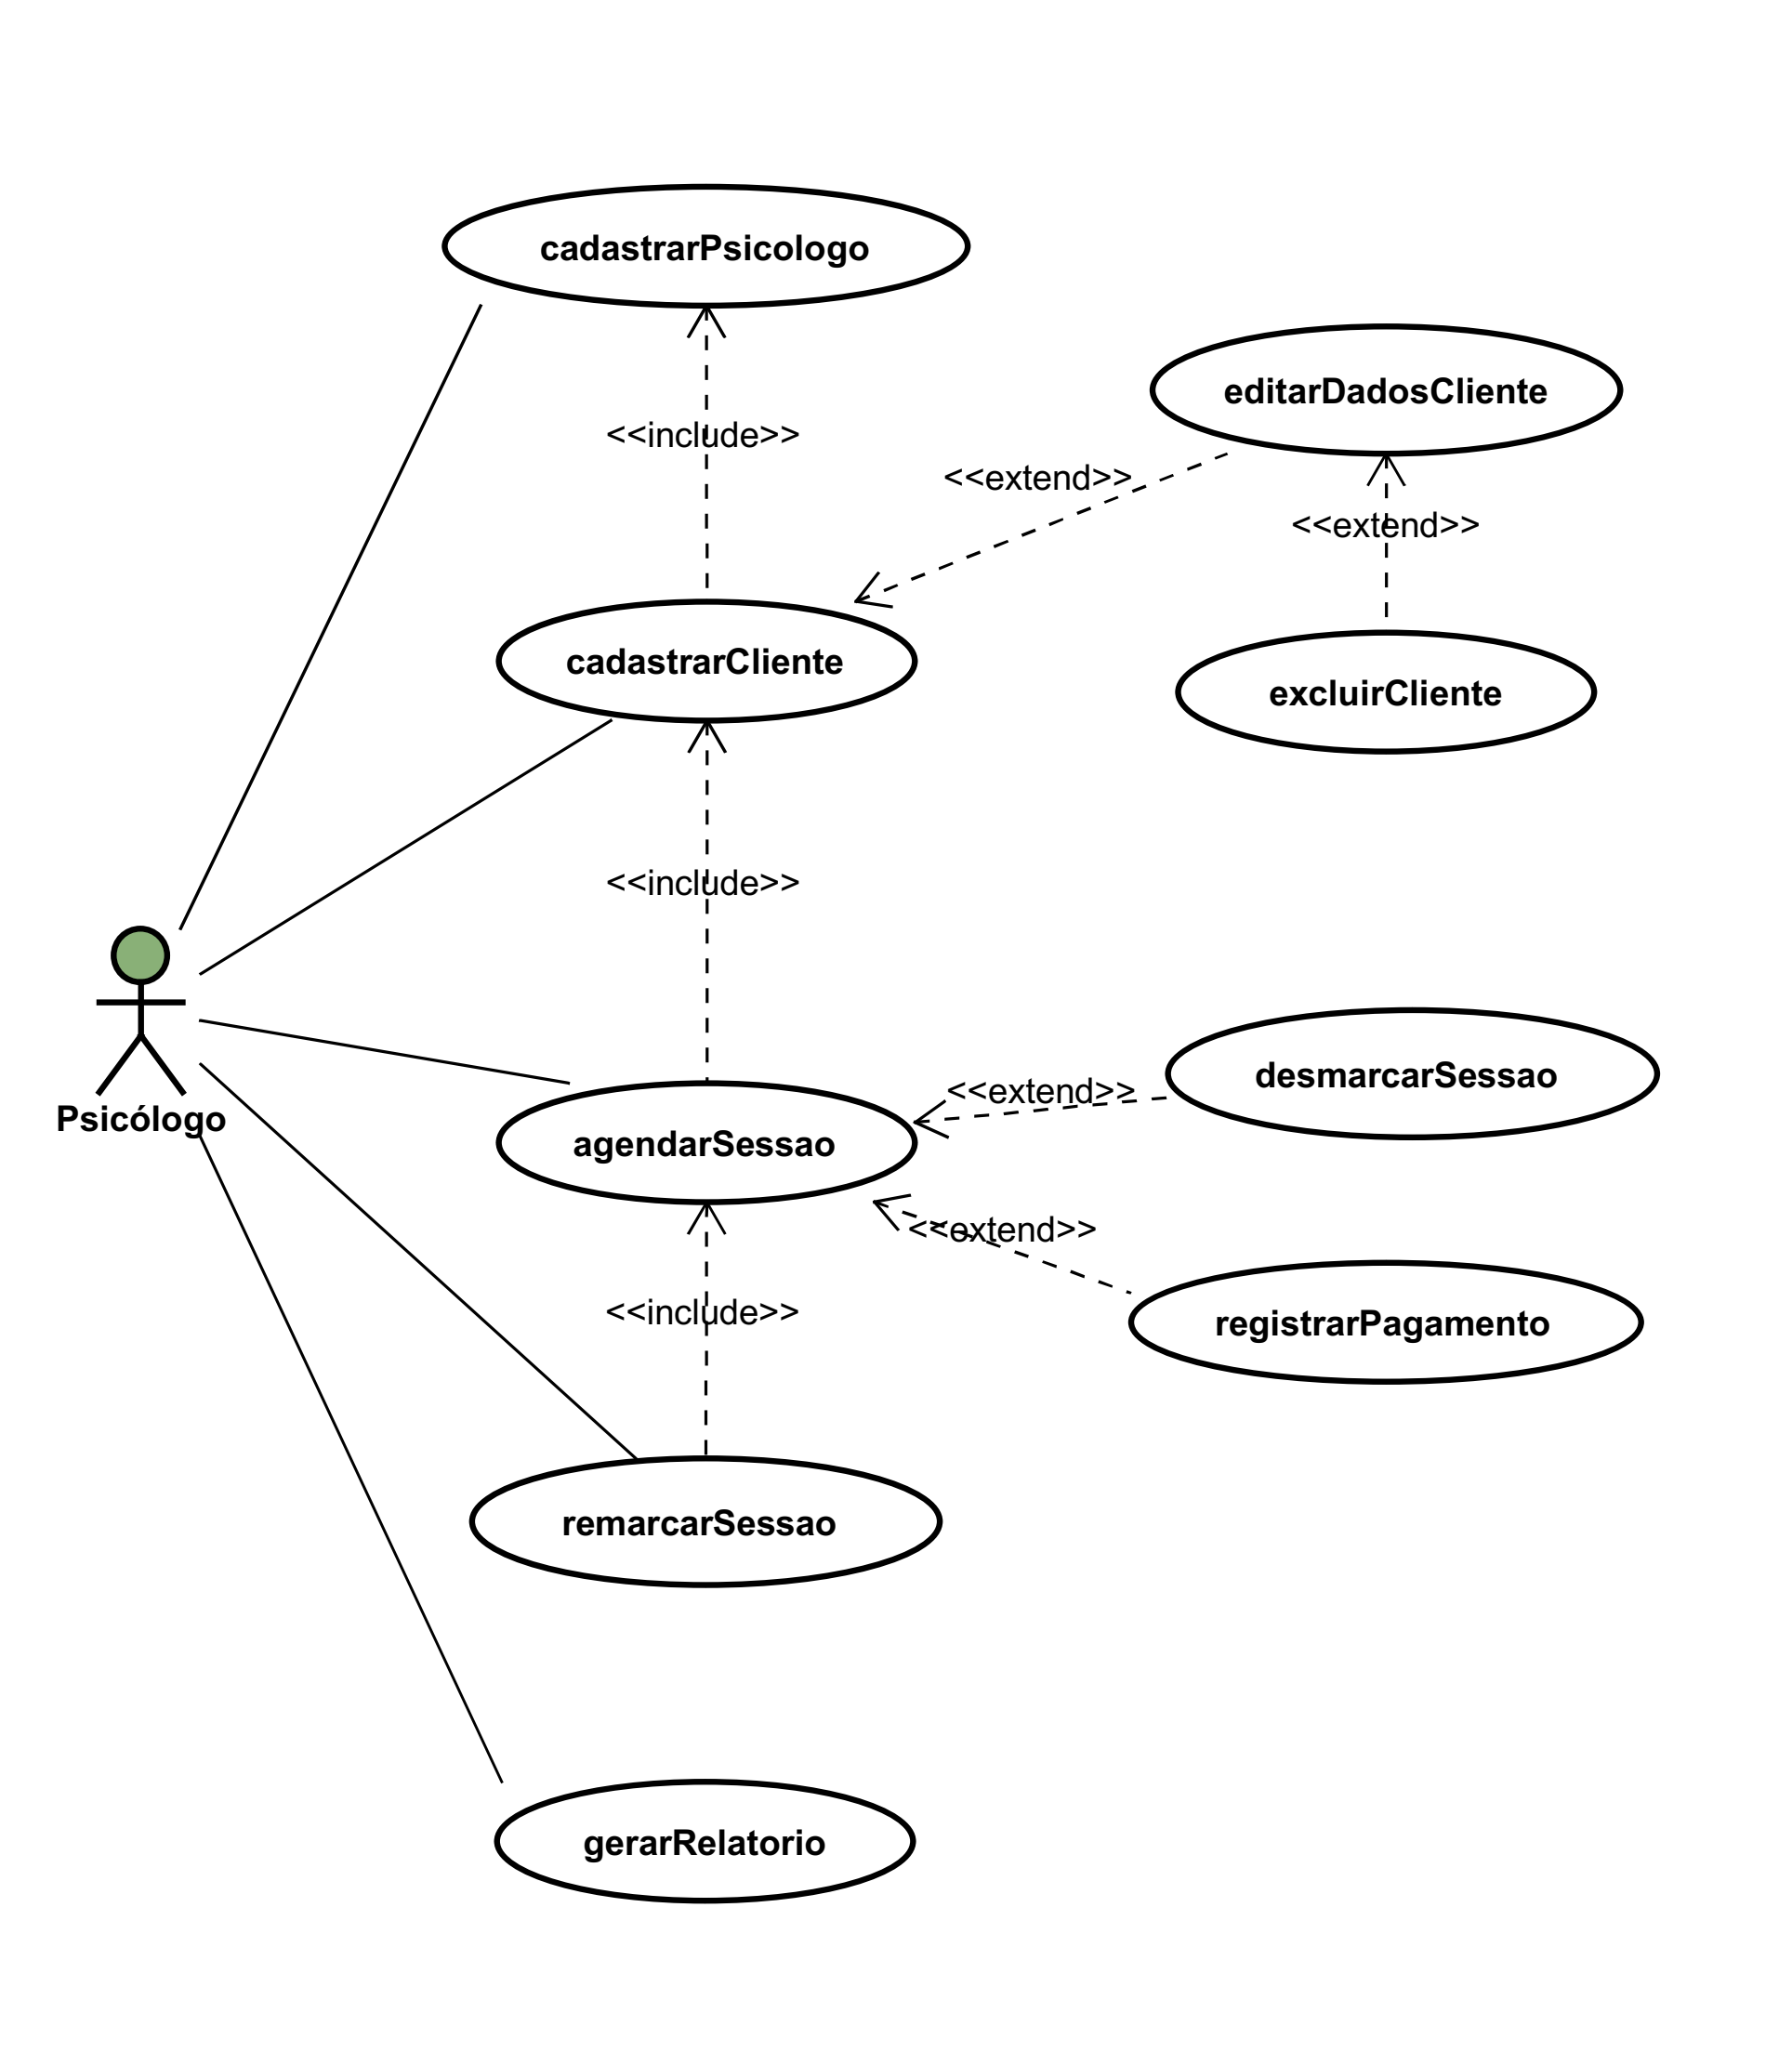 cadastrarPsicologo
editarDadosCliente
<<include>>
<<extend>>
<<extend>>
cadastrarCliente
excluirCliente
<<include>>
Psicólogo
desmarcarSessao
<<extend>>
agendarSessao
<<extend>>
registrarPagamento
<<include>>
remarcarSessao
gerarRelatorio